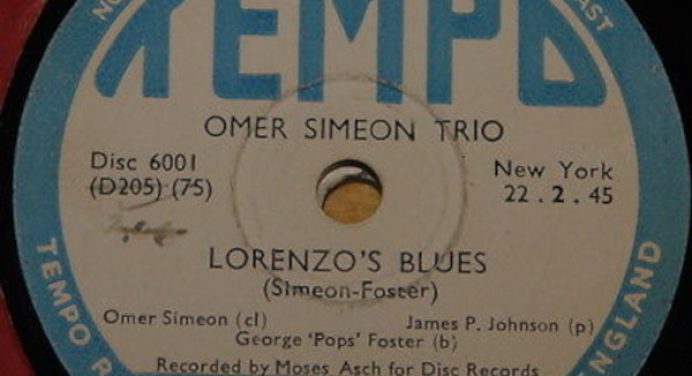 TEMPO
OMER SIMEON TRIO
Disc 6001
(D205) (75)
New York
22.2.45
LORENZO'S BLUES
(Simeon-Foster)
Omer Simeon (cl)
James P. Johnson (p)
George 'Pops' Foster (b)
Recorded by Moses Asch for Disc Records
TEMPO
ENGLAND